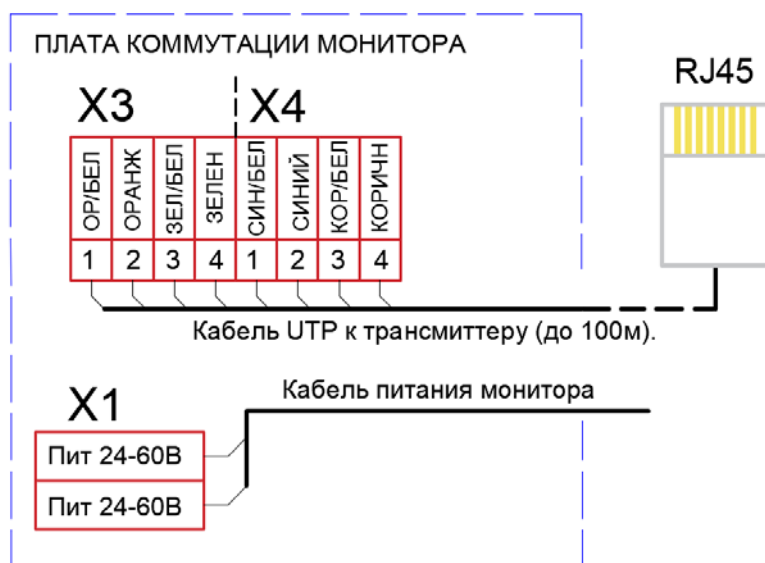 ПЛАТА КОММУТАЦИИ МОНИТОРА
RJ45
X3 X4
ОР/БЕЛ ОРАНЖ ЗЕЛ/БЕЛ ЗЕЛЕН СИН/БЕЛ СИНИЙ КОР/БЕЛ КОРИЧН
1 2 3 4 1 2 3 4
Кабель UTP к трансмиттеру (до 100м).
Кабель питания монитора
X1
Пит 24-60В
Пит 24-60В